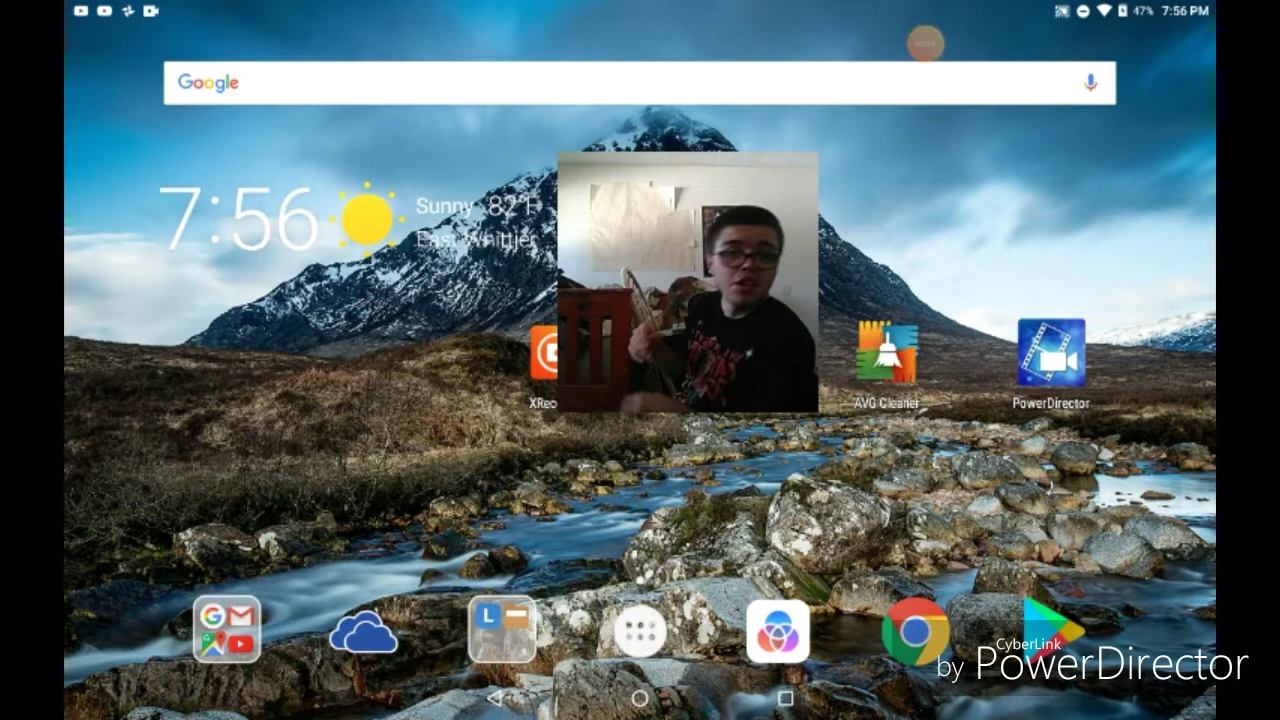 47% 7:56 PM
Google
7:56
Sunny 82°F
East Whittier
XRec
AVG Cleaner
PowerDirector
L
CyberLink
by PowerDirector